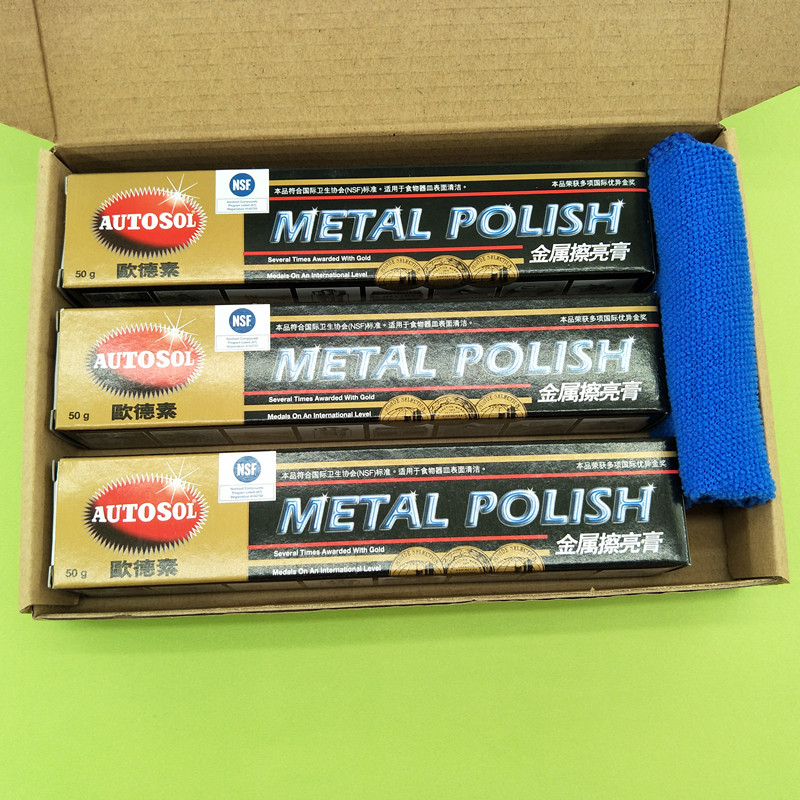 NSF
本品符合国际卫生协会(NSF)标准。适用于食物器皿表面清洁。
本品荣获多项国际优异金奖
AUTOSOL
METAL POLISH
Several Times Awarded With Gold
金属擦亮膏
50 g
歐德素
Medals On An International Level
NSF
本品符合国际卫生协会(NSF)标准。适用于食物器皿表面清洁。
本品荣获多项国际优异金奖
AUTOSOL
METAL POLISH
Several Times Awarded With Gold
金属擦亮膏
50 g
歐德素
Medals On An International Level
NSF
本品符合国际卫生协会(NSF)标准。适用于食物器皿表面清洁。
本品荣获多项国际优异金奖
AUTOSOL
METAL POLISH
Several Times Awarded With Gold
金属擦亮膏
50 g
歐德素
Medals On An International Level